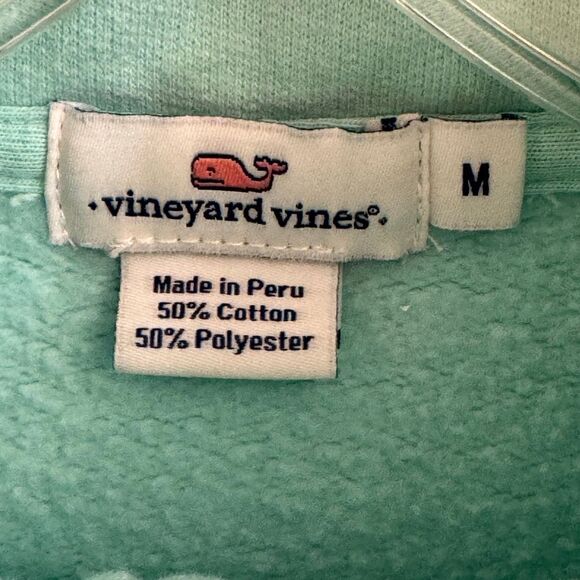 ·vineyard vines®·
M
Made in Peru
50% Cotton
50% Polyester